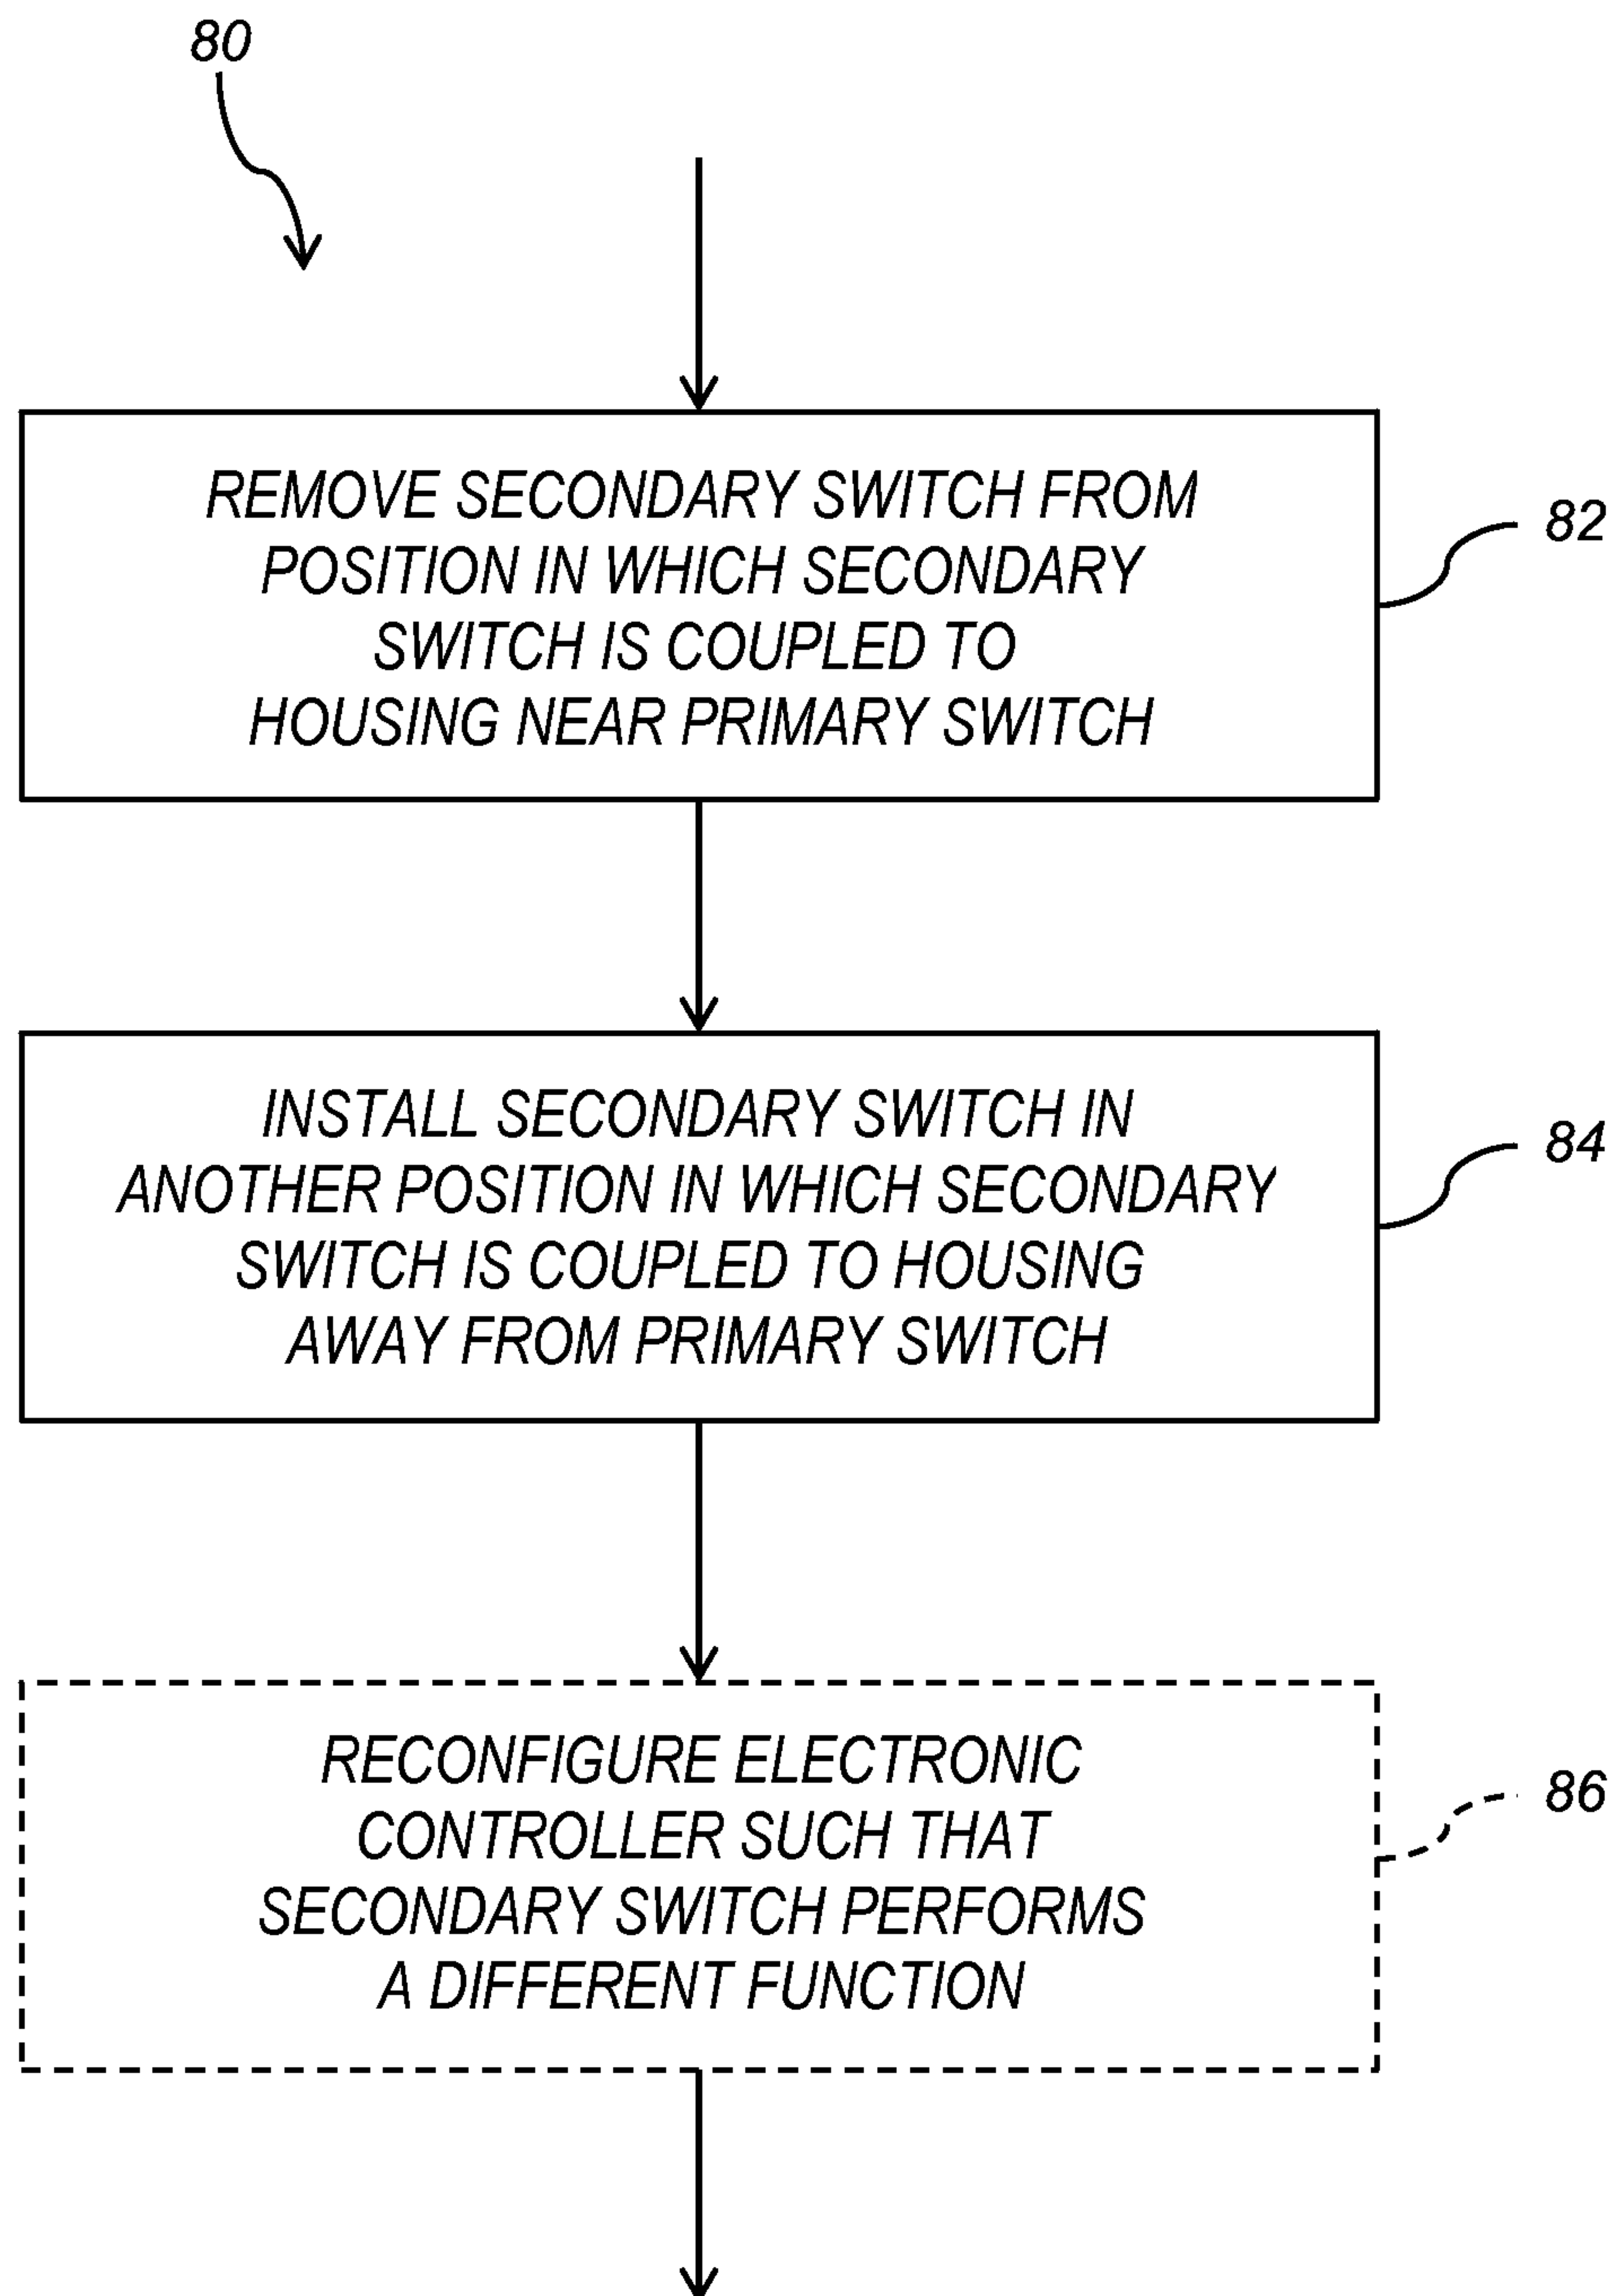 80
REMOVE SECONDARY SWITCH FROM
POSITION IN WHICH SECONDARY
SWITCH IS COUPLED TO
HOUSING NEAR PRIMARY SWITCH
82
INSTALL SECONDARY SWITCH IN
ANOTHER POSITION IN WHICH SECONDARY
SWITCH IS COUPLED TO HOUSING
AWAY FROM PRIMARY SWITCH
84
RECONFIGURE ELECTRONIC
CONTROLLER SUCH THAT
SECONDARY SWITCH PERFORMS
A DIFFERENT FUNCTION
86